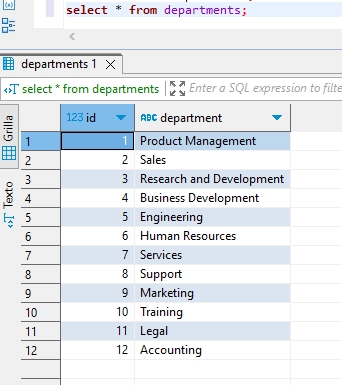 select * from departments;
departments 1
select * from departments
Enter a SQL expression to filte
Grilla
Texto
123 id
ABC department
1 1 Product Management
2 2 Sales
3 3 Research and Development
4 4 Business Development
5 5 Engineering
6 6 Human Resources
7 7 Services
8 8 Support
9 9 Marketing
10 10 Training
11 11 Legal
12 12 Accounting